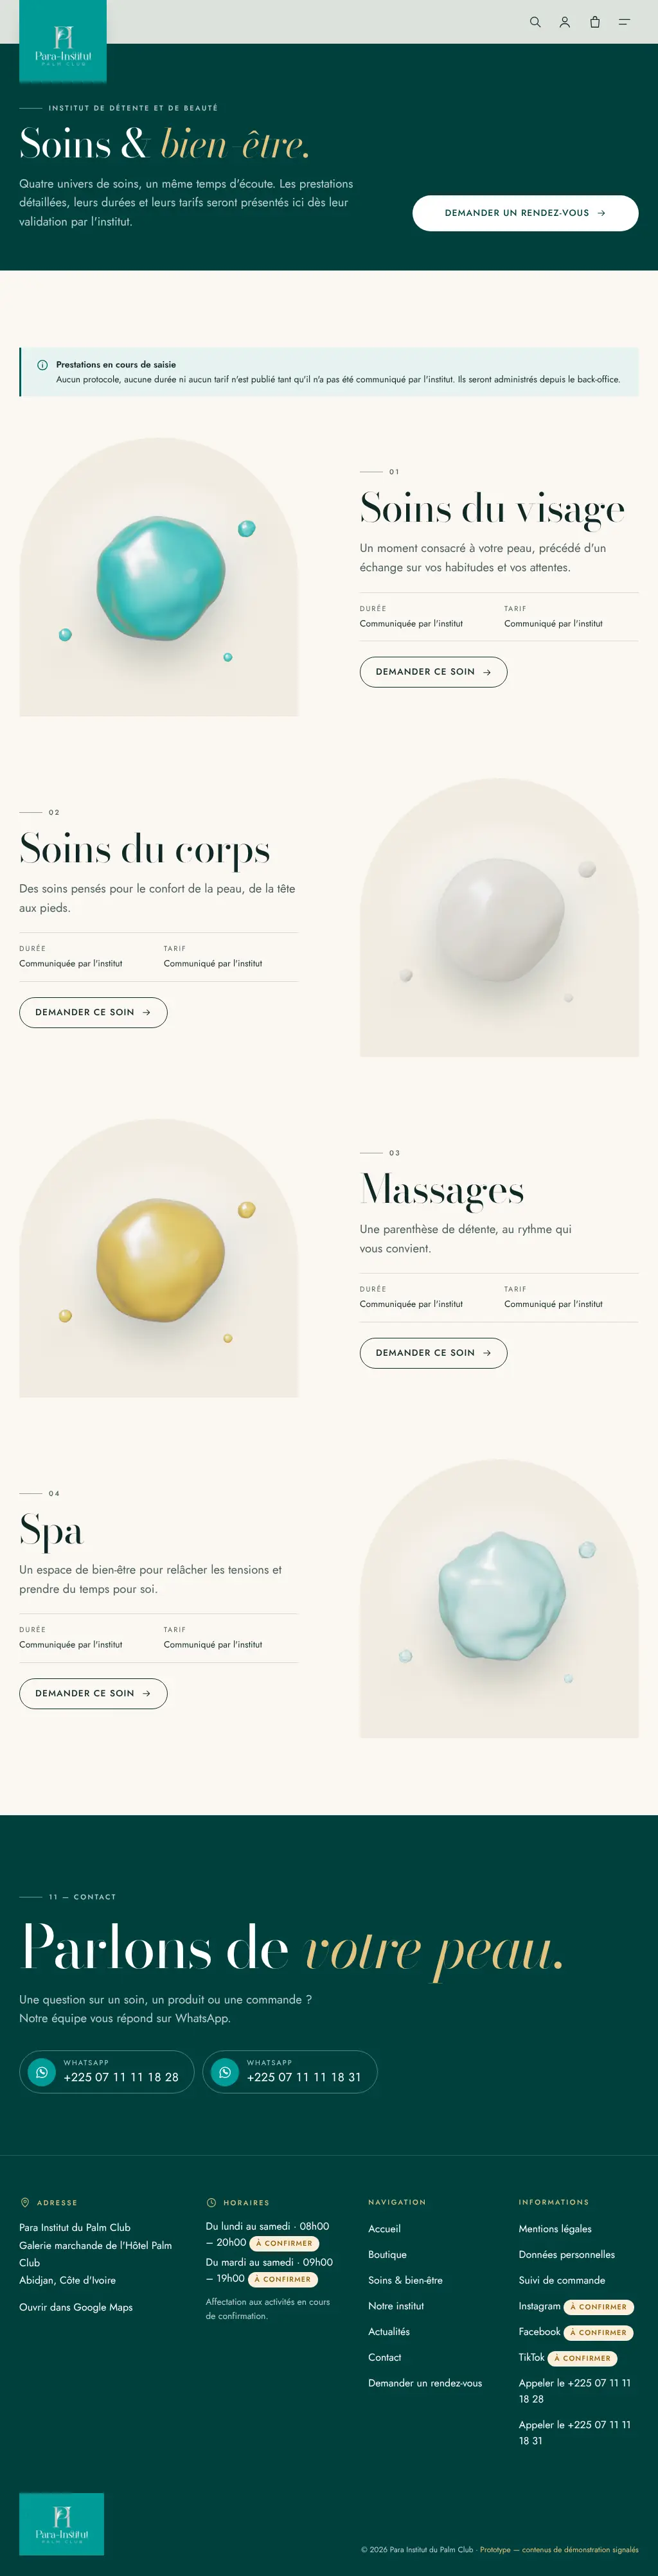 Para-Institut
PALM CLUB
INSTITUT DE DÉTENTE ET DE BEAUTÉ
Soins & bien-être.
Quatre univers de soins, un même temps d'écoute. Les prestations
détaillées, leurs durées et leurs tarifs seront présentés ici dès leur
validation par l'institut.
DEMANDER UN RENDEZ-VOUS →
Prestations en cours de saisie
Aucun protocole, aucune durée ni aucun tarif n'est publié tant qu'il n'a pas été communiqué par l'institut. Ils seront administrés depuis le back-office.
01
Soins du visage
Un moment consacré à votre peau, précédé d'un
échange sur vos habitudes et vos attentes.
DURÉE
Communiquée par l'institut
TARIF
Communiqué par l'institut
DEMANDER CE SOIN →
02
Soins du corps
Des soins pensés pour le confort de la peau, de la tête
aux pieds.
DURÉE
Communiquée par l'institut
TARIF
Communiqué par l'institut
DEMANDER CE SOIN →
03
Massages
Une parenthèse de détente, au rythme qui
vous convient.
DURÉE
Communiquée par l'institut
TARIF
Communiqué par l'institut
DEMANDER CE SOIN →
04
Spa
Un espace de bien-être pour relâcher les tensions et
prendre du temps pour soi.
DURÉE
Communiquée par l'institut
TARIF
Communiqué par l'institut
DEMANDER CE SOIN →
11 — CONTACT
Parlons de votre peau.
Une question sur un soin, un produit ou une commande ?
Notre équipe vous répond sur WhatsApp.
WHATSAPP
+225 07 11 11 18 28
WHATSAPP
+225 07 11 11 18 31
ADRESSE
Para Institut du Palm Club
Galerie marchande de l'Hôtel Palm
Club
Abidjan, Côte d'Ivoire
Ouvrir dans Google Maps
HORAIRES
Du lundi au samedi · 08h00
– 20h00 À CONFIRMER
Du mardi au samedi · 09h00
– 19h00 À CONFIRMER
Affectation aux activités en cours
de confirmation.
NAVIGATION
Accueil
Boutique
Soins & bien-être
Notre institut
Actualités
Contact
Demander un rendez-vous
INFORMATIONS
Mentions légales
Données personnelles
Suivi de commande
Instagram À CONFIRMER
Facebook À CONFIRMER
TikTok À CONFIRMER
Appeler le +225 07 11 11
18 28
Appeler le +225 07 11 11
18 31
Para-Institut
PALM CLUB
© 2026 Para Institut du Palm Club · Prototype — contenus de démonstration signalés